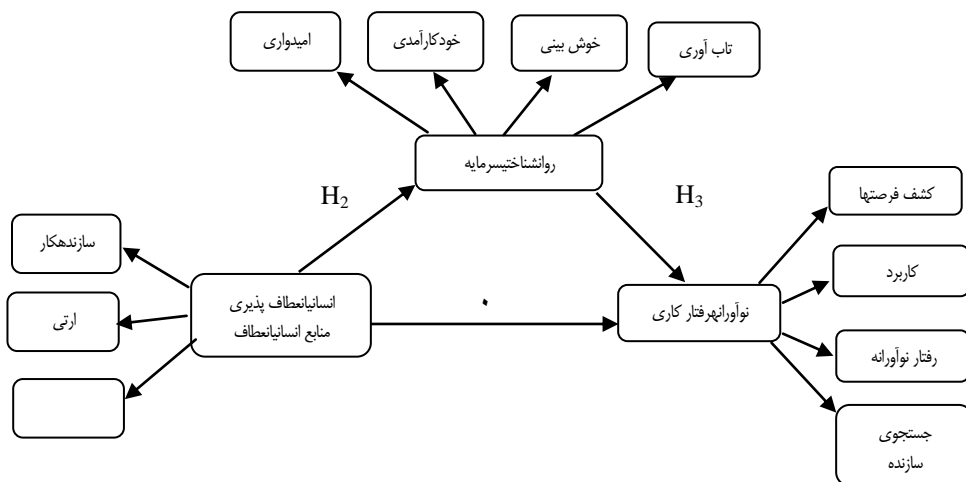 امیدواری
خودکارآمدی
خوش بینی
تاب آوری
روانشناختیسرمایه
H2
H3
کشف فرصتها
سازندهکار
کاربرد
انسانیانعطاف پذیری
منابع انسانیانعطاف
نوآورانهرفتار کاری
ارتی
رفتار نوآورانه
جستجوی
سازنده